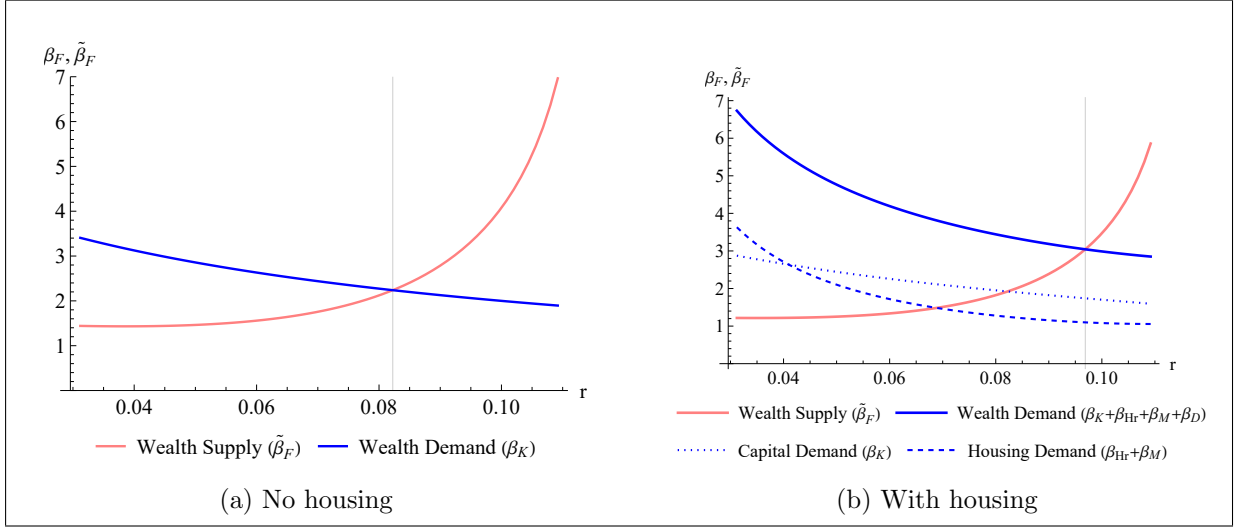 β_F, β̃_F
7
6
5
4
3
2
1
0.04 0.06 0.08 0.10 r
Wealth Supply (β̃_F) Wealth Demand (β_K)
(a) No housing
β_F, β̃_F
7
6
5
4
3
2
1
0.04 0.06 0.08 0.10 r
Wealth Supply (β̃_F) Wealth Demand (β_K+β_Hr+β_M+β_D)
Capital Demand (β_K) Housing Demand (β_Hr+β_M)
(b) With housing